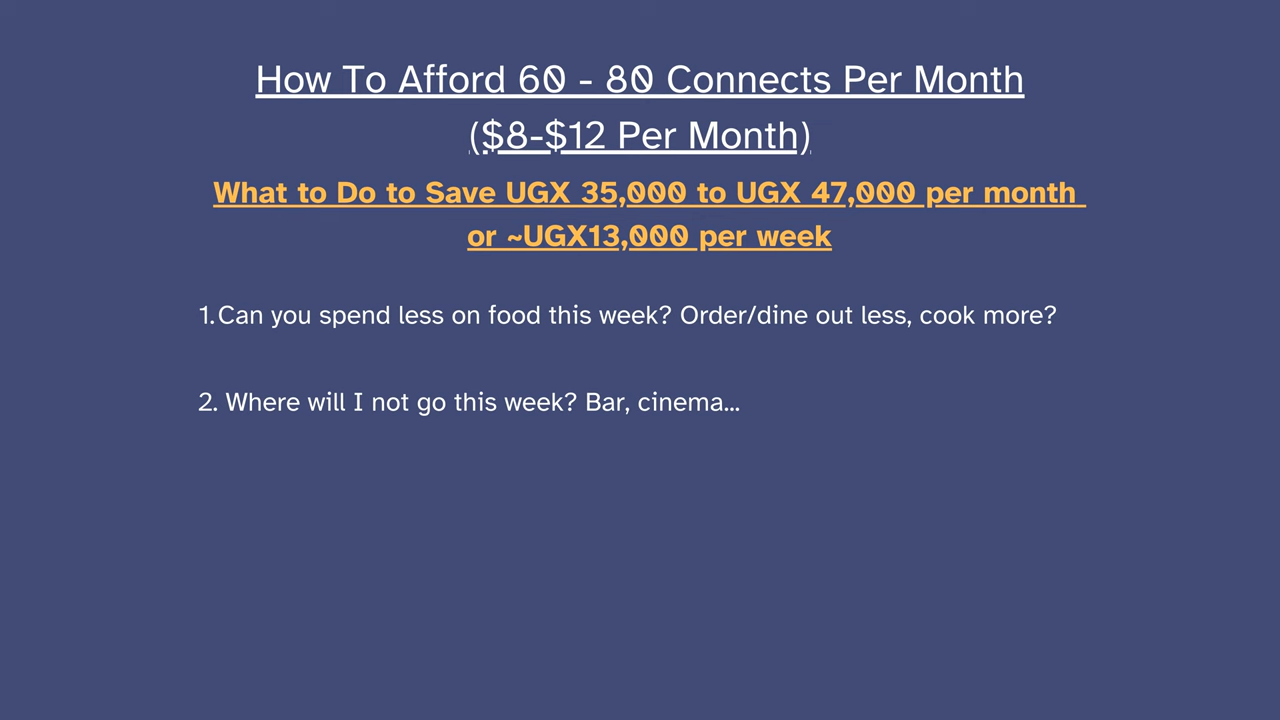 How To Afford 60 - 80 Connects Per Month
($8-$12 Per Month)
What to Do to Save UGX 35,000 to UGX 47,000 per month
or ~UGX13,000 per week
1. Can you spend less on food this week? Order/dine out less, cook more?
2. Where will I not go this week? Bar, cinema...